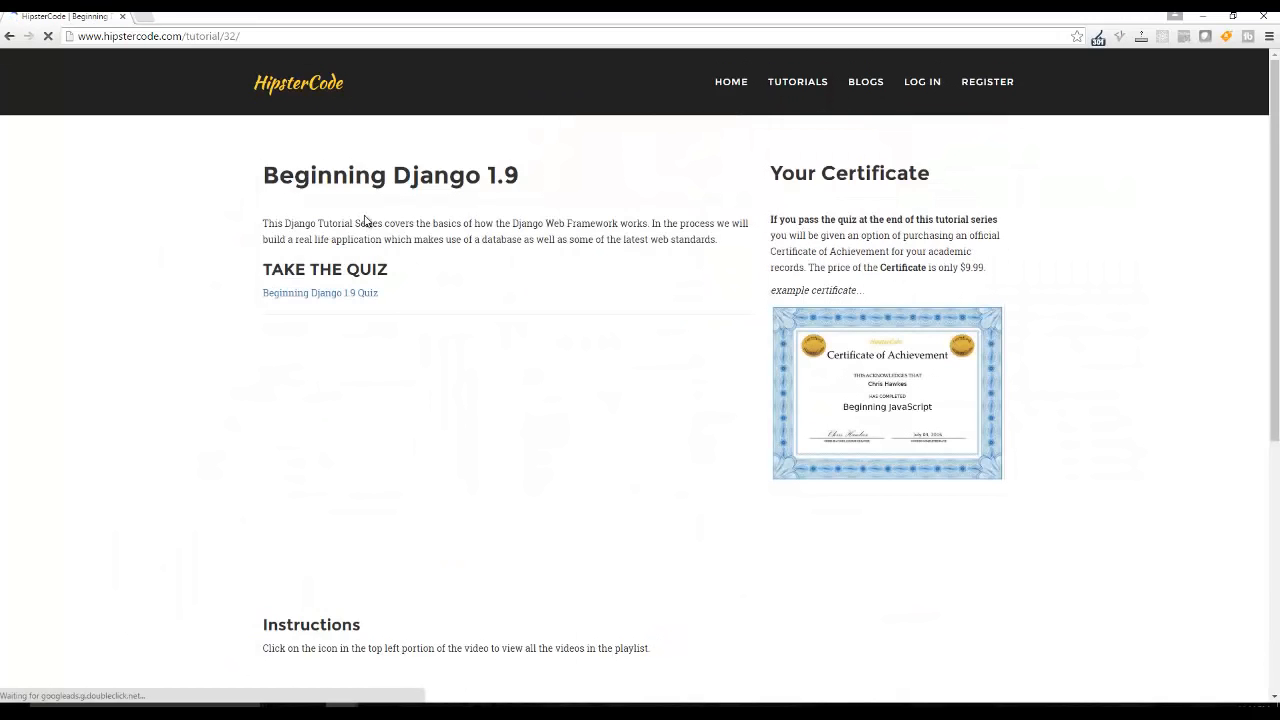 HipsterCode | Beginning
www.hipstercode.com/tutorial/32/
HipsterCode
HOME TUTORIALS BLOGS LOG IN REGISTER
Beginning Django 1.9
This Django Tutorial Series covers the basics of how the Django Web Framework works. In the process we will
build a real life application which makes use of a database as well as some of the latest web standards.
TAKE THE QUIZ
Beginning Django 1.9 Quiz
Your Certificate
If you pass the quiz at the end of this tutorial series
you will be given an option of purchasing an official
Certificate of Achievement for your academic
records. The price of the Certificate is only $9.99.
example certificate...
HipsterCode
Certificate of Achievement
THIS ACKNOWLEDGES THAT
Chris Hawkes
HAS COMPLETED
Beginning JavaScript
Chris Hawkes
Instructions
Click on the icon in the top left portion of the video to view all the videos in the playlist.
Waiting for googleads.g.doubleclick.net...